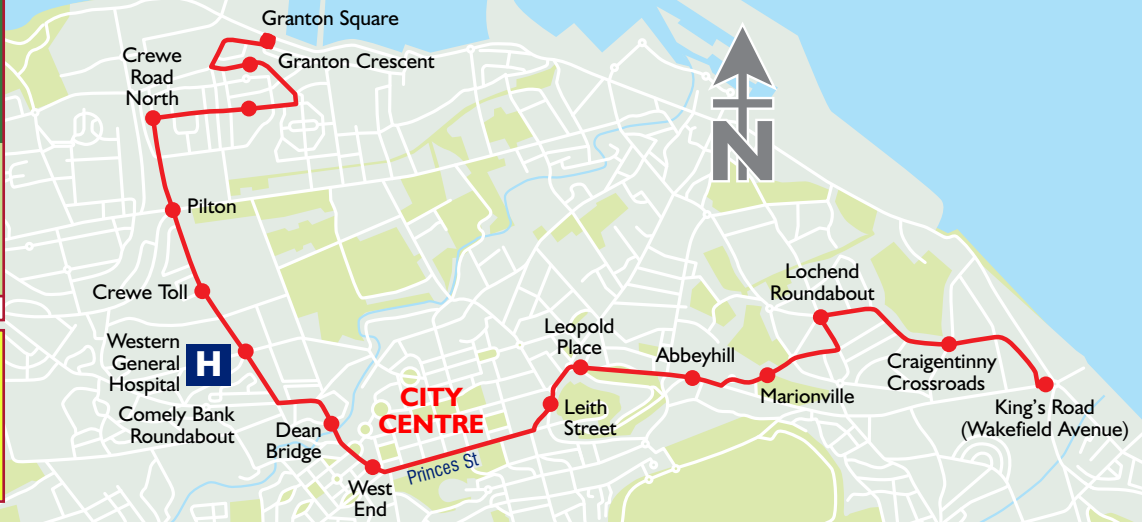 Granton Square
Granton Crescent
Crewe
Road
North
N
Pilton
Crewe Toll
Western
General
Hospital
H
Comely Bank
Roundabout
Dean
Bridge
West
End
CITY
CENTRE
Princes St
Leith
Street
Leopold
Place
Abbeyhill
Marionville
Lochend
Roundabout
Craigentinny
Crossroads
King's Road
(Wakefield Avenue)